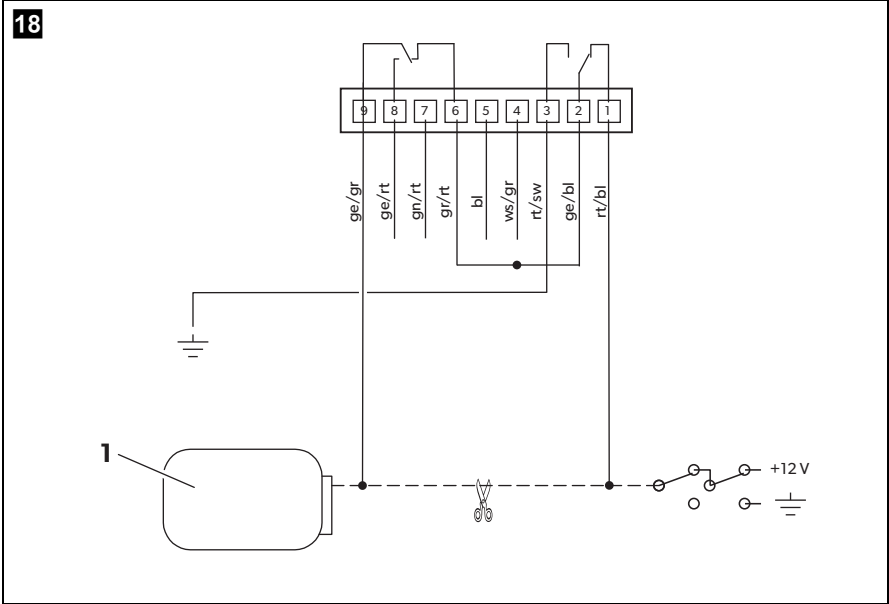 18
9 8 7 6 5 4 3 2 1
ge/gr
ge/rt
gn/rt
gr/rt
bl
ws/gr
rt/sw
ge/bl
rt/bl
1
+12 V